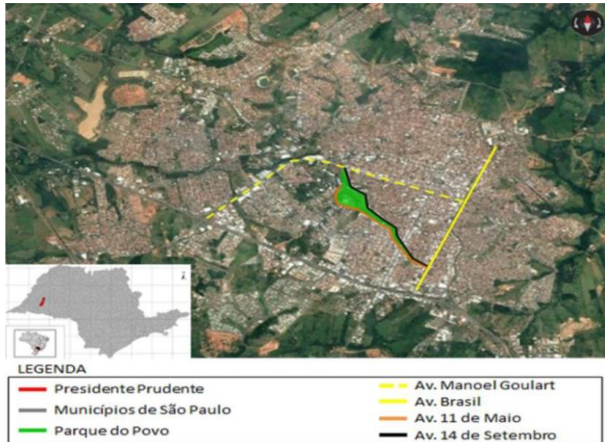 LEGENDA
Presidente Prudente
Municípios de São Paulo
Parque do Povo
Av. Manoel Goulart
Av. Brasil
Av. 11 de Maio
Av. 14 de Setembro